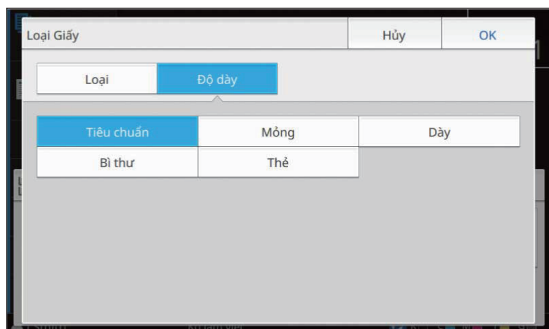 Loại Giấy
Hủy
OK
Loại
Độ dày
Tiêu chuẩn
Mỏng
Dày
Bì thư
Thẻ